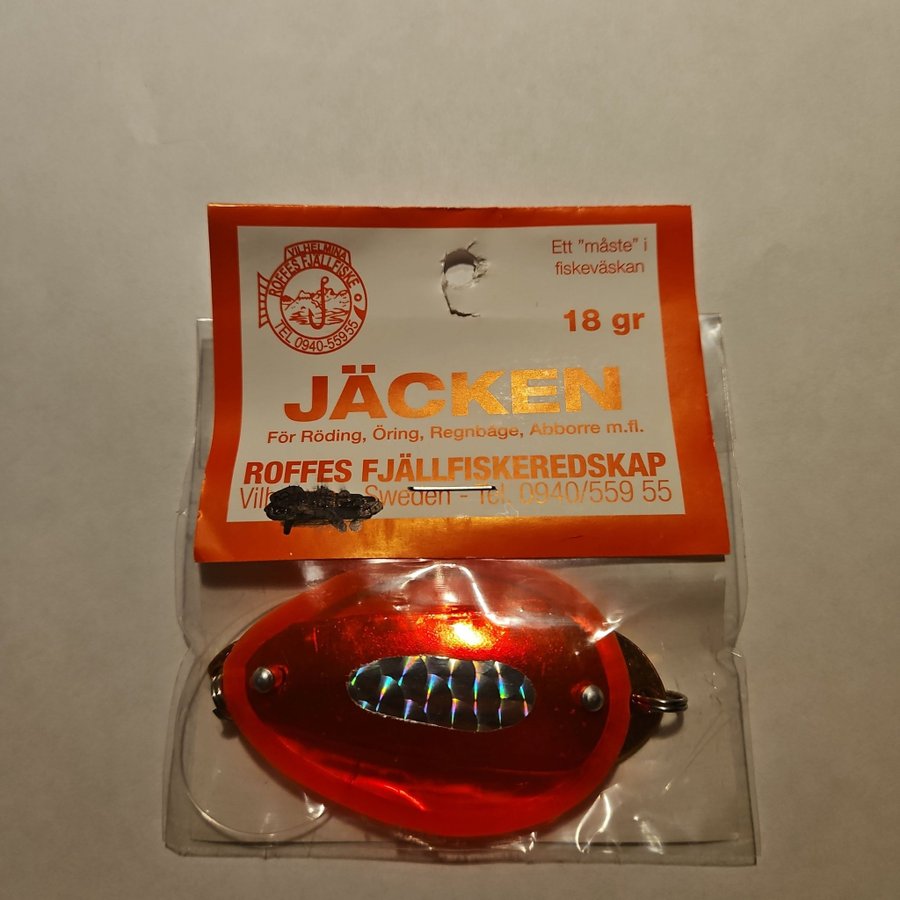 VILHELMINA
ROFFES FJÄLLFISKE
TEL 0940-559 55
Ett "måste" i
fiskeväskan
18 gr
JÄCKEN
För Röding, Öring, Regnbåge, Abborre m.fl.
ROFFES FJÄLLFISKEREDSKAP
Sweden - Tel. 0940/559 55